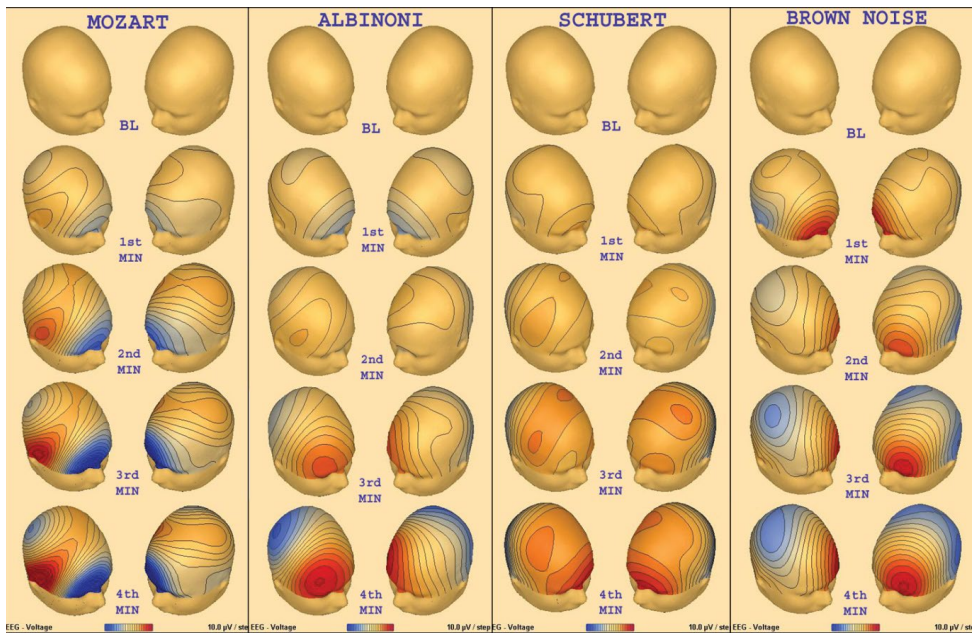 MOZART
BL
1st
MIN
2nd
MIN
3rd
MIN
4th
MIN
EEG - Voltage
10.0 µV / step
ALBINONI
BL
1st
MIN
2nd
MIN
3rd
MIN
4th
MIN
EEG - Voltage
10.0 µV / step
SCHUBERT
BL
1st
MIN
2nd
MIN
3rd
MIN
4th
MIN
EEG - Voltage
10.0 µV / step
BROWN NOISE
BL
1st
MIN
2nd
MIN
3rd
MIN
4th
MIN
EEG - Voltage
10.0 µV / step